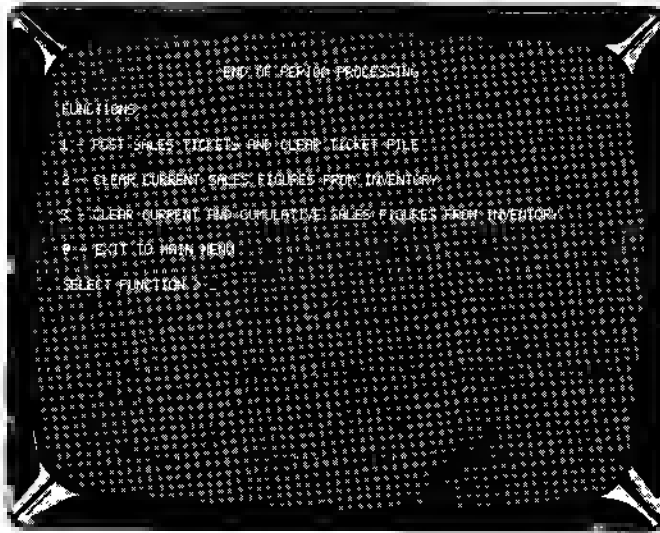 END OF PERIOD PROCESSING
FUNCTIONS:
1 - POST SALES TICKETS AND CLEAR TICKET FILE
2 - CLEAR CURRENT SALES FIGURES FROM INVENTORY
3 - CLEAR CURRENT AND CUMULATIVE SALES FIGURES FROM INVENTORY
0 - EXIT TO MAIN MENU
SELECT FUNCTION > _